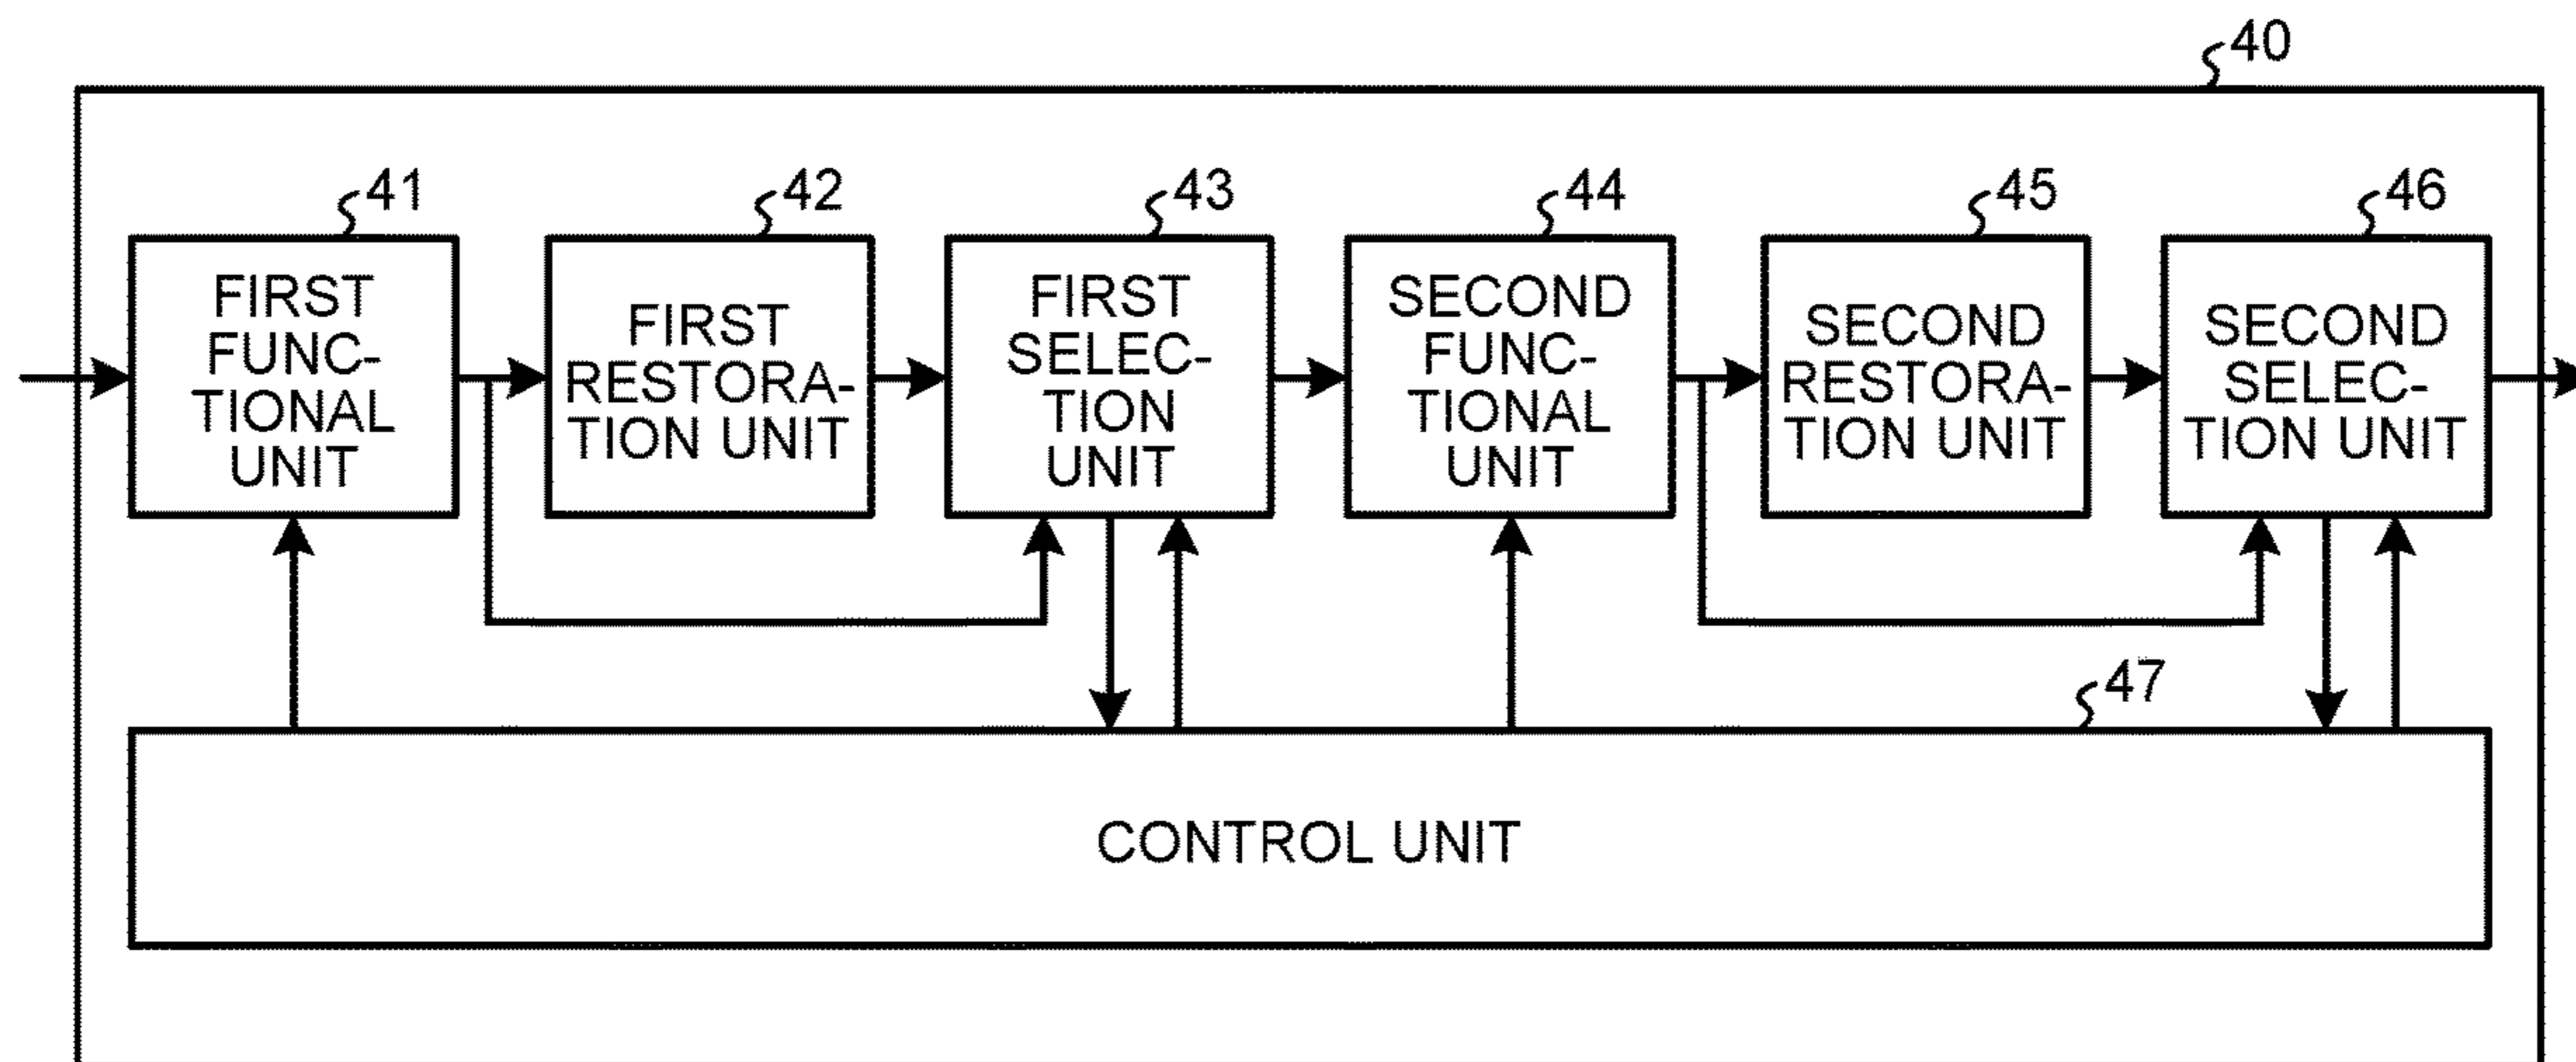 40
41
42
43
44
45
46
FIRST
FUNC-
TIONAL
UNIT
FIRST
RESTORA-
TION UNIT
FIRST
SELEC-
TION
UNIT
SECOND
FUNC-
TIONAL
UNIT
SECOND
RESTORA-
TION UNIT
SECOND
SELEC-
TION UNIT
47
CONTROL UNIT